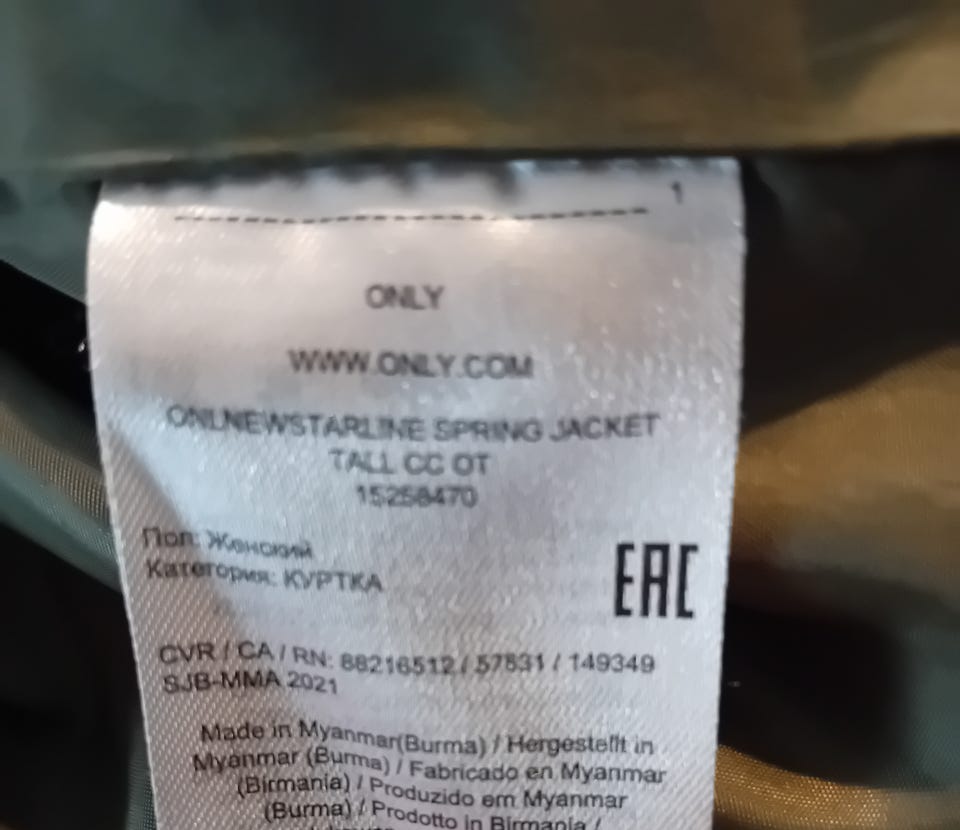 1
ONLY
WWW.ONLY.COM
ONLNEWSTARLINE SPRING JACKET
TALL CC OT
15258470
Пол: Женский
Категория: КУРТКА
EAC
CVR / CA / RN: 88216512 / 57831 / 149349
SJB-MMA 2021
Made in Myanmar(Burma) / Hergestellt in
Myanmar (Burma) / Fabricado en Myanmar
(Birmania) / Produzido em Myanmar
(Burma) / Prodotto in Birmania /